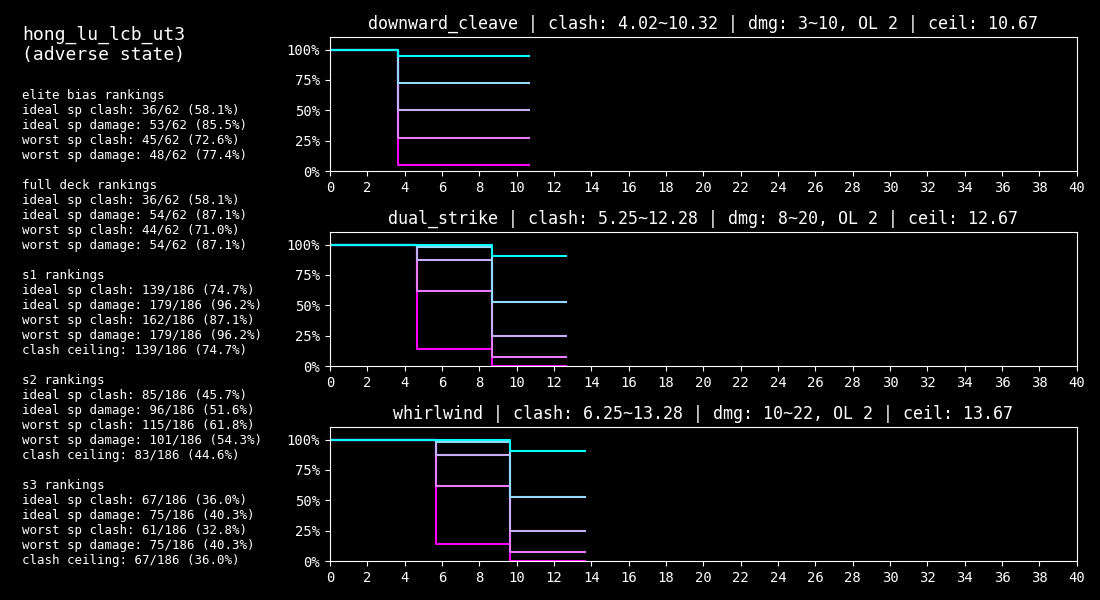 hong_lu_lcb_ut3
(adverse state)
elite bias rankings
ideal sp clash: 36/62 (58.1%)
ideal sp damage: 53/62 (85.5%)
worst sp clash: 45/62 (72.6%)
worst sp damage: 48/62 (77.4%)
full deck rankings
ideal sp clash: 36/62 (58.1%)
ideal sp damage: 54/62 (87.1%)
worst sp clash: 44/62 (71.0%)
worst sp damage: 54/62 (87.1%)
s1 rankings
ideal sp clash: 139/186 (74.7%)
ideal sp damage: 179/186 (96.2%)
worst sp clash: 162/186 (87.1%)
worst sp damage: 179/186 (96.2%)
clash ceiling: 139/186 (74.7%)
s2 rankings
ideal sp clash: 85/186 (45.7%)
ideal sp damage: 96/186 (51.6%)
worst sp clash: 115/186 (61.8%)
worst sp damage: 101/186 (54.3%)
clash ceiling: 83/186 (44.6%)
s3 rankings
ideal sp clash: 67/186 (36.0%)
ideal sp damage: 75/186 (40.3%)
worst sp clash: 61/186 (32.8%)
worst sp damage: 75/186 (40.3%)
clash ceiling: 67/186 (36.0%)
downward_cleave | clash: 4.02~10.32 | dmg: 3~10, OL 2 | ceil: 10.67
100%
75%
50%
25%
0%
0 2 4 6 8 10 12 14 16 18 20 22 24 26 28 30 32 34 36 38 40
dual_strike | clash: 5.25~12.28 | dmg: 8~20, OL 2 | ceil: 12.67
100%
75%
50%
25%
0%
0 2 4 6 8 10 12 14 16 18 20 22 24 26 28 30 32 34 36 38 40
whirlwind | clash: 6.25~13.28 | dmg: 10~22, OL 2 | ceil: 13.67
100%
75%
50%
25%
0%
0 2 4 6 8 10 12 14 16 18 20 22 24 26 28 30 32 34 36 38 40